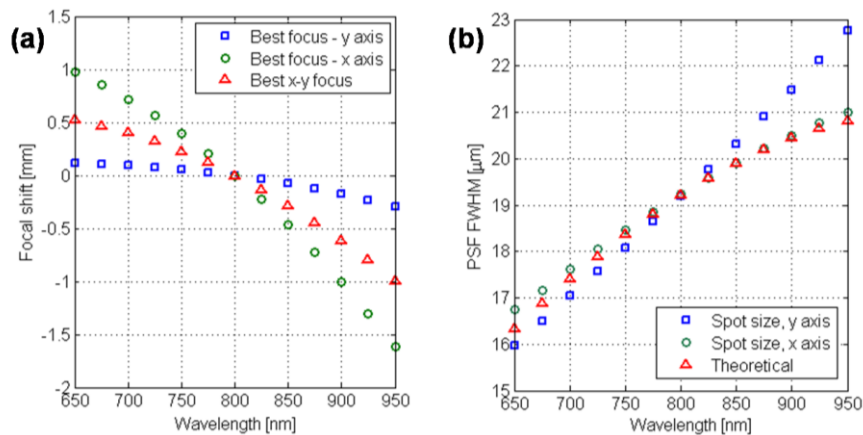 (a)
1.5
1
0.5
0
-0.5
-1
-1.5
-2
Focal shift [mm]
Best focus - y axis
Best focus - x axis
Best x-y focus
650 700 750 800 850 900 950
Wavelength [nm]
(b)
23
22
21
20
19
18
17
16
15
PSF FWHM [μm]
Spot size, y axis
Spot size, x axis
Theoretical
650 700 750 800 850 900 950
Wavelength [nm]